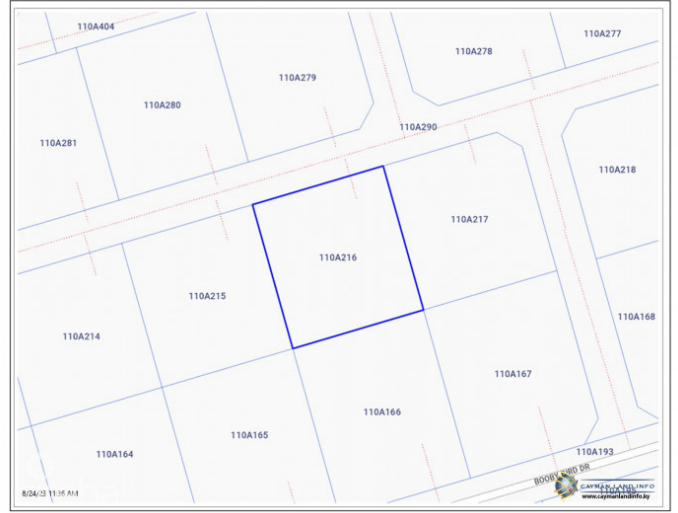 110A404
110A277
110A278
110A279
110A280
110A290
110A281
110A218
110A217
110A216
110A215
110A168
110A214
110A167
110A166
110A165
110A193
110A164
BOOBY BIRD DR
CAYMAN LAND INFO
www.caymanlandinfo.ky
8/24/23 11:36 AM